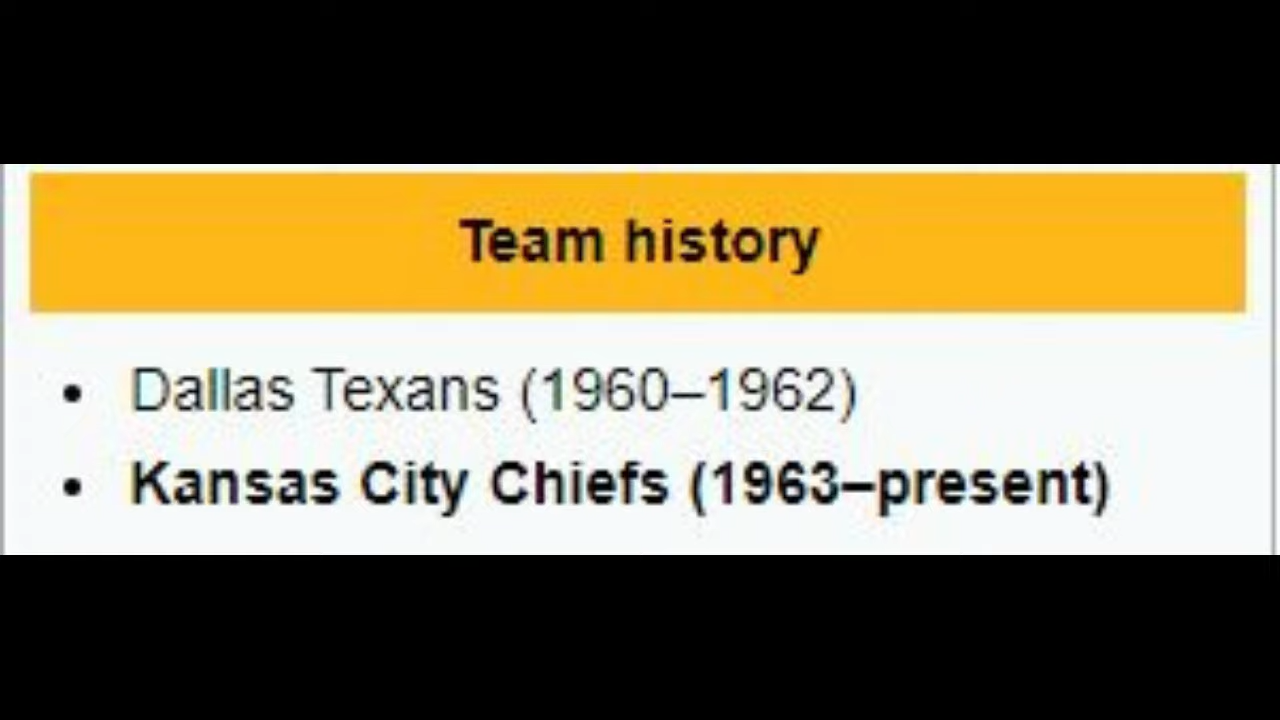 Team history
• Dallas Texans (1960–1962)
• Kansas City Chiefs (1963–present)